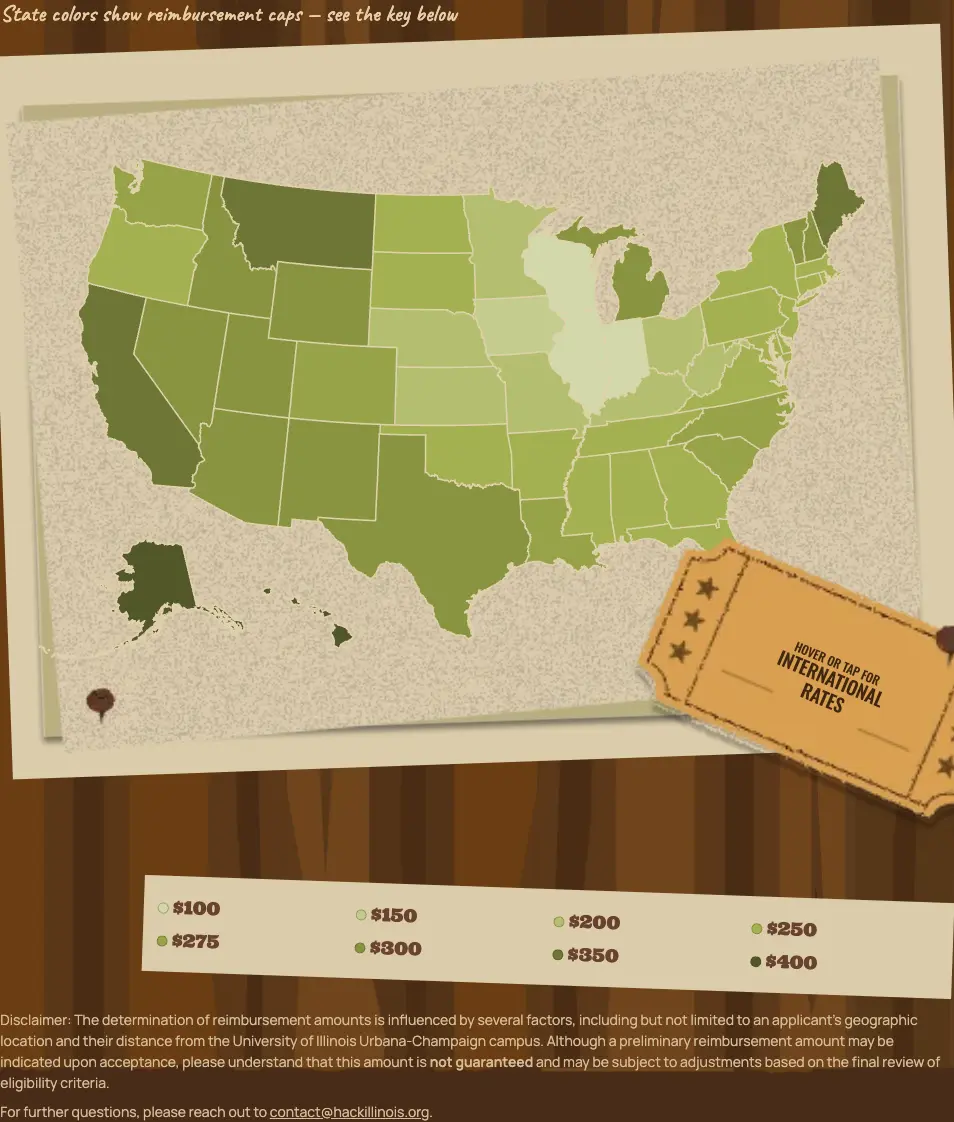 State colors show reimbursement caps – see the key below
HOVER OR TAP FOR
INTERNATIONAL
RATES
$100
$150
$200
$250
$275
$300
$350
$400
Disclaimer: The determination of reimbursement amounts is influenced by several factors, including but not limited to an applicant's geographic
location and their distance from the University of Illinois Urbana-Champaign campus. Although a preliminary reimbursement amount may be
indicated upon acceptance, please understand that this amount is not guaranteed and may be subject to adjustments based on the final review of
eligibility criteria.
For further questions, please reach out to contact@hackillinois.org.